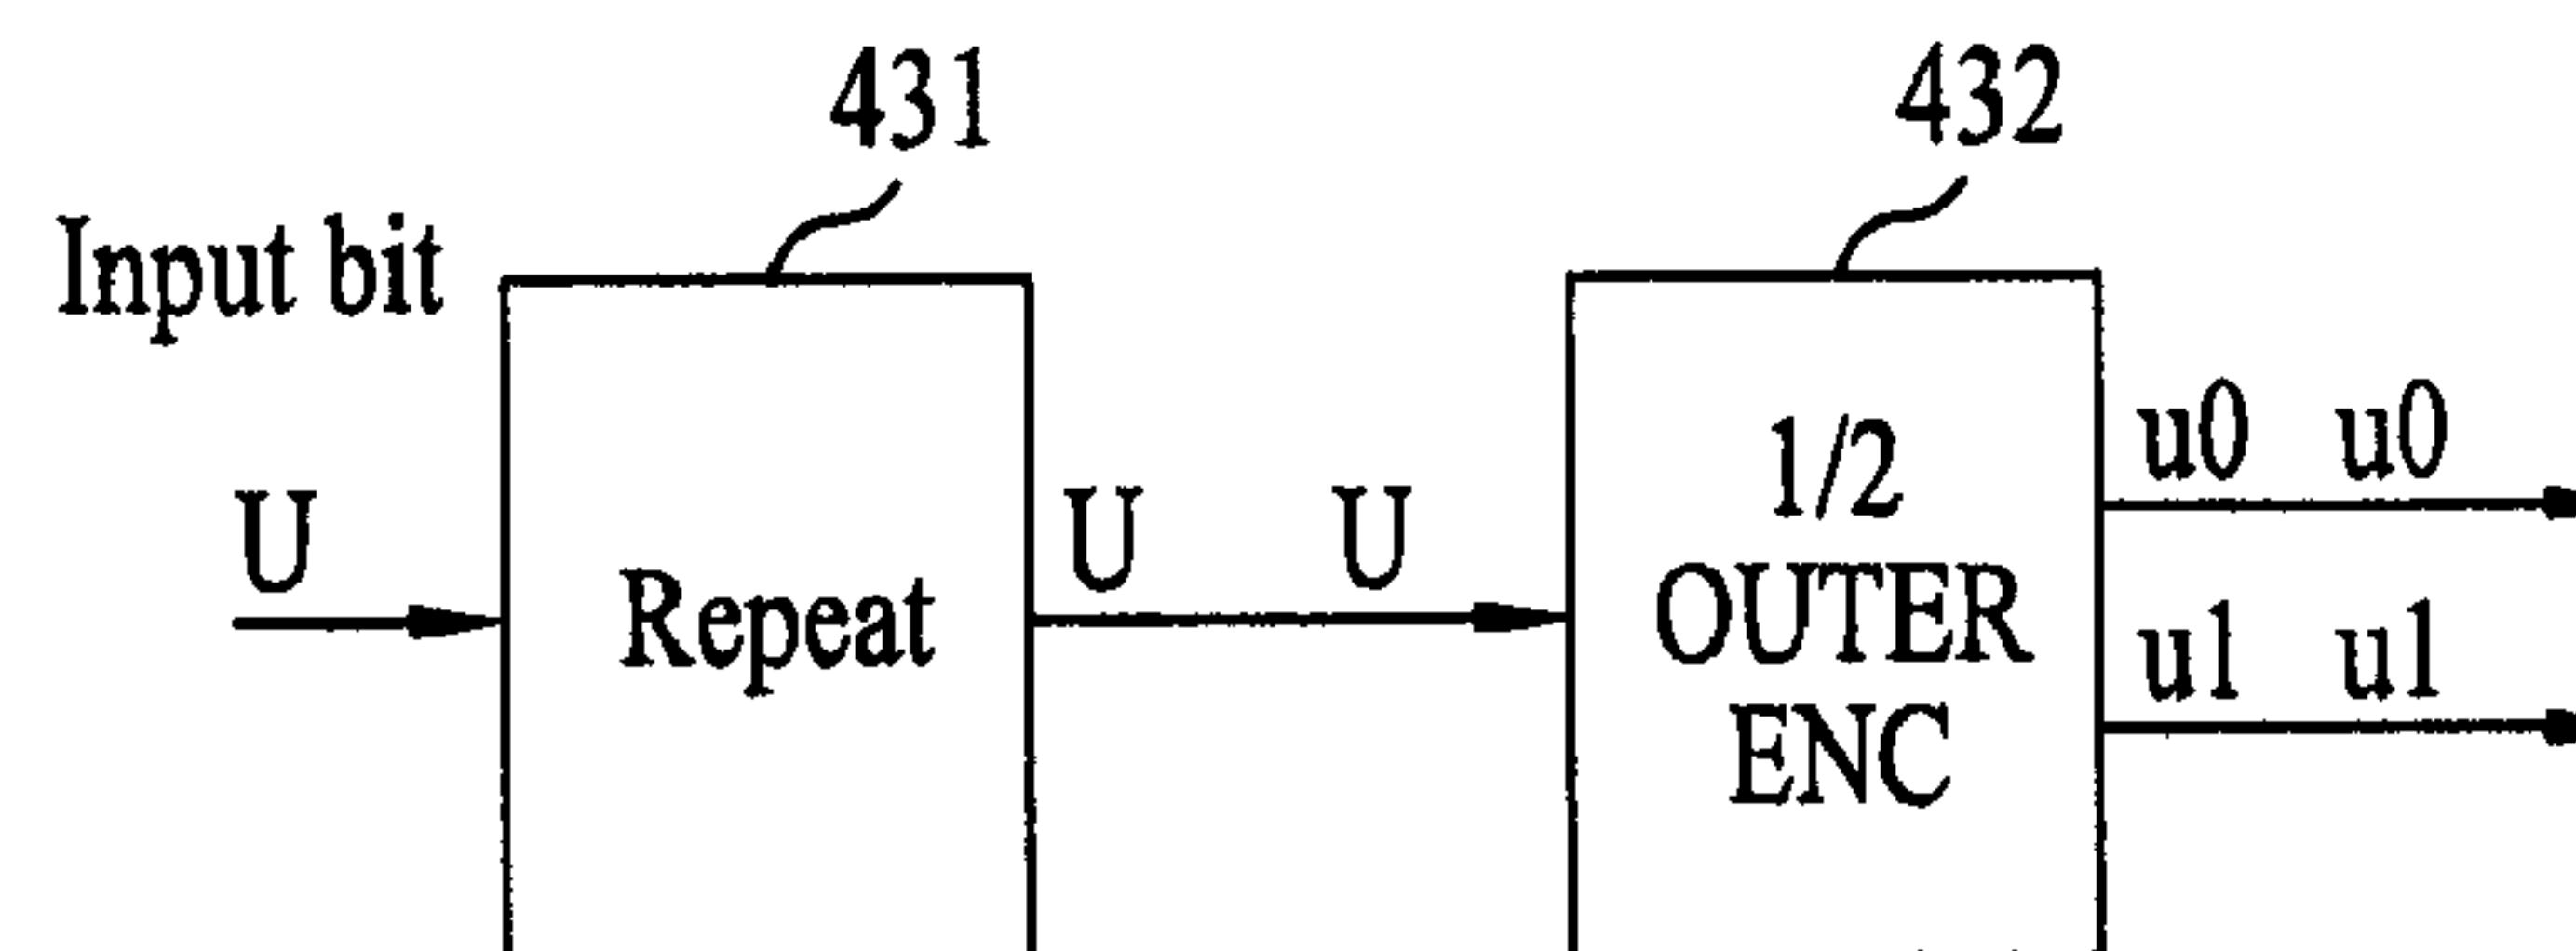 431
432
Input bit
U
Repeat
U U
1/2
OUTER
ENC
u0 u0
u1 u1